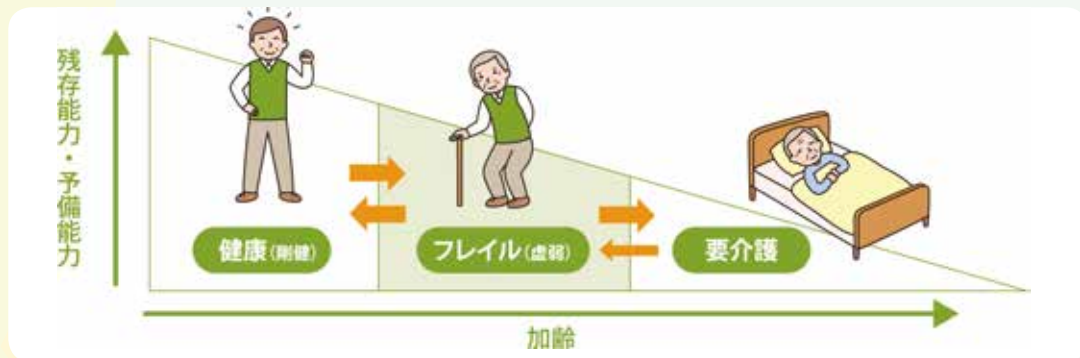 残存能力・予備能力
健康(剛健)
フレイル(虚弱)
要介護
加齢